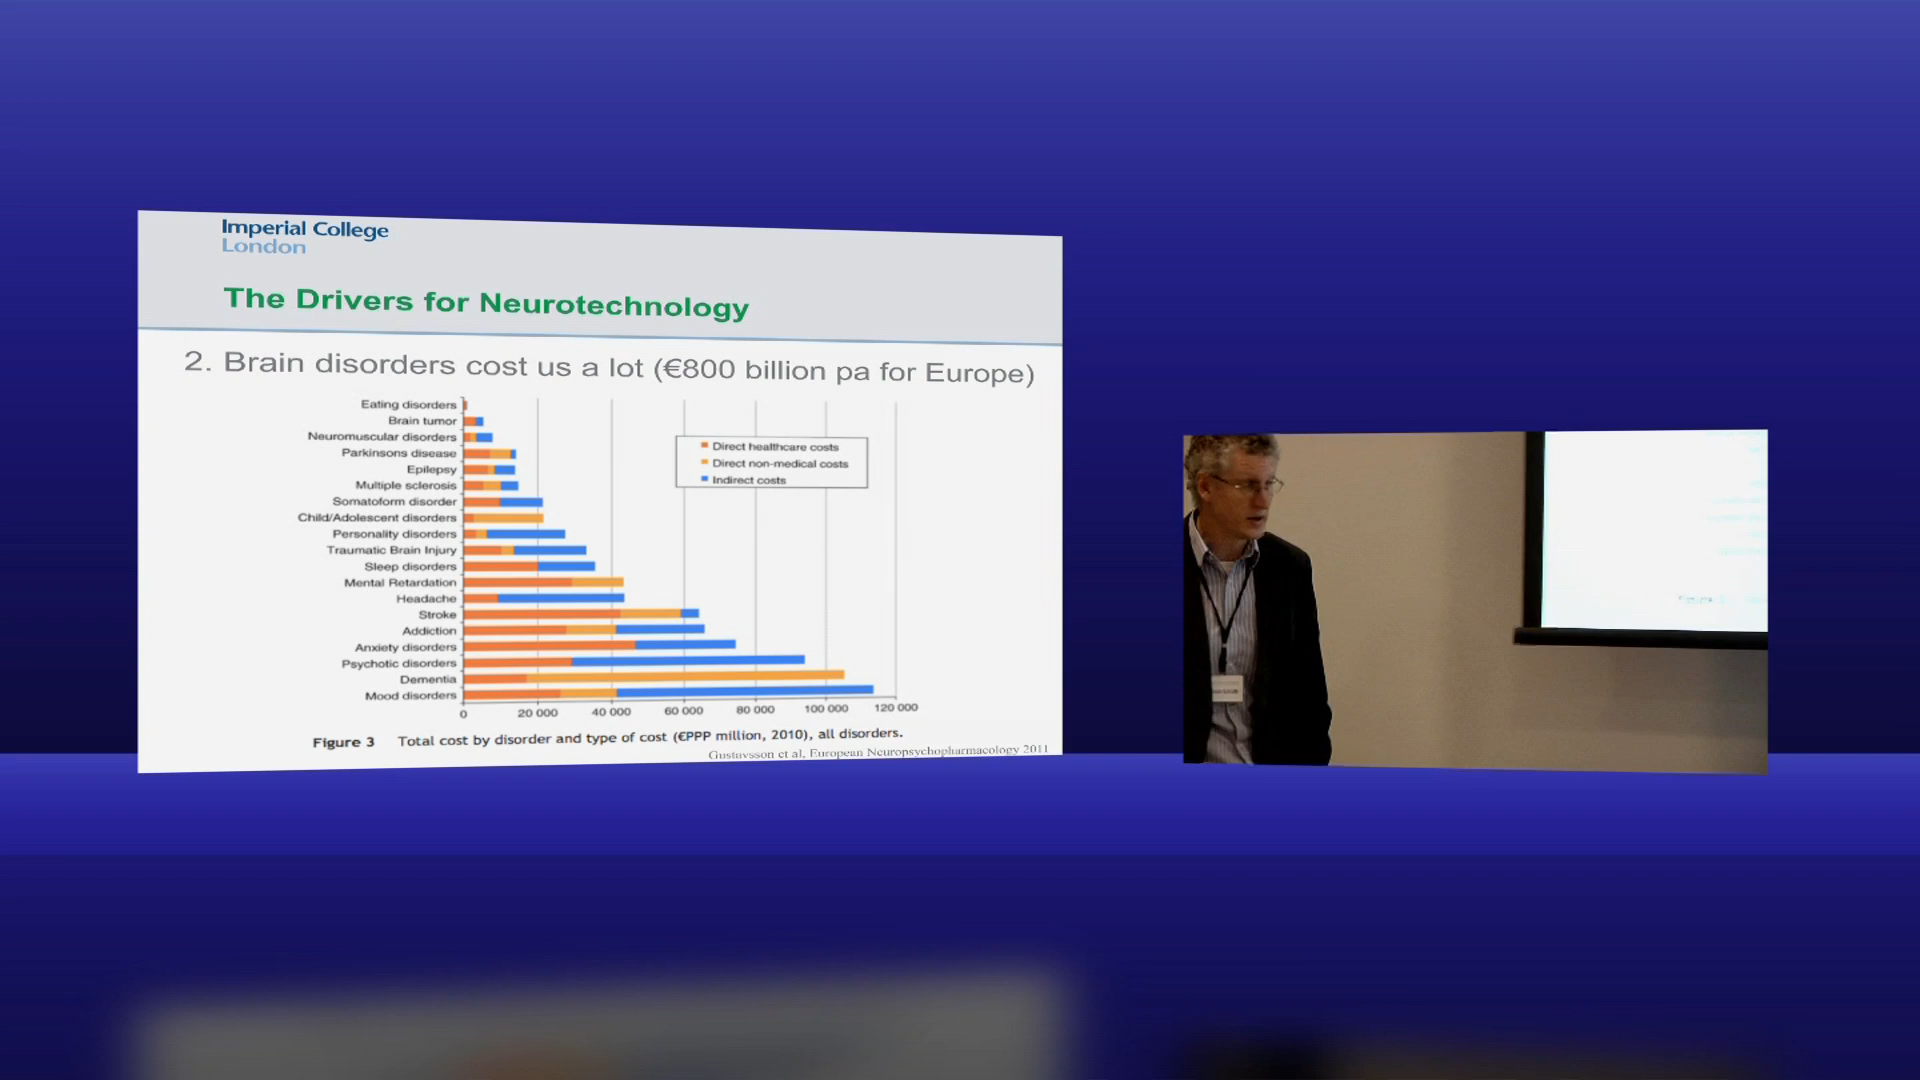 Imperial College
London
The Drivers for Neurotechnology
2. Brain disorders cost us a lot (€800 billion pa for Europe)
Eating disorders
Brain tumor
Neuromuscular disorders
Parkinsons disease
Epilepsy
Multiple sclerosis
Somatoform disorder
Child/Adolescent disorders
Personality disorders
Traumatic Brain Injury
Sleep disorders
Mental Retardation
Headache
Stroke
Addiction
Anxiety disorders
Psychotic disorders
Dementia
Mood disorders
Direct healthcare costs
Direct non-medical costs
Indirect costs
0 20 000 40 000 60 000 80 000 100 000 120 000
Figure 3 Total cost by disorder and type of cost (€PPP million, 2010), all disorders.
Gustavsson et al, European Neuropsychopharmacology 2011